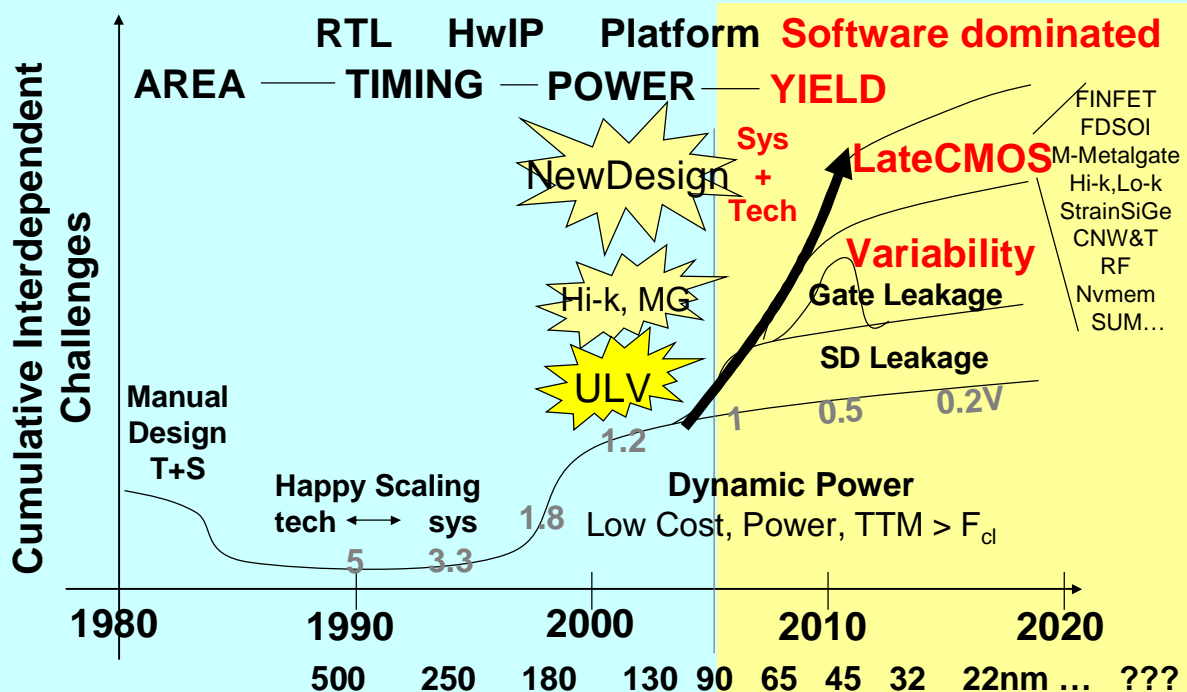 RTL HwIP Platform Software dominated
AREA TIMING POWER YIELD
Cumulative Interdependent
Challenges
NewDesign
Sys
+
Tech
LateCMOS
FINFET
FDSOI
M-Metalgate
Hi-k,Lo-k
StrainSiGe
CNW&T
RF
Nvmem
SUM…
Variability
Hi-k, MG
Gate Leakage
ULV
SD Leakage
Manual
Design
T+S
1.2 1 0.5 0.2V
Happy Scaling
tech sys
1.8
5 3.3
Dynamic Power
Low Cost, Power, TTM > Fcl
1980 1990 2000 2010 2020
500 250 180 130 90 65 45 32 22nm … ???